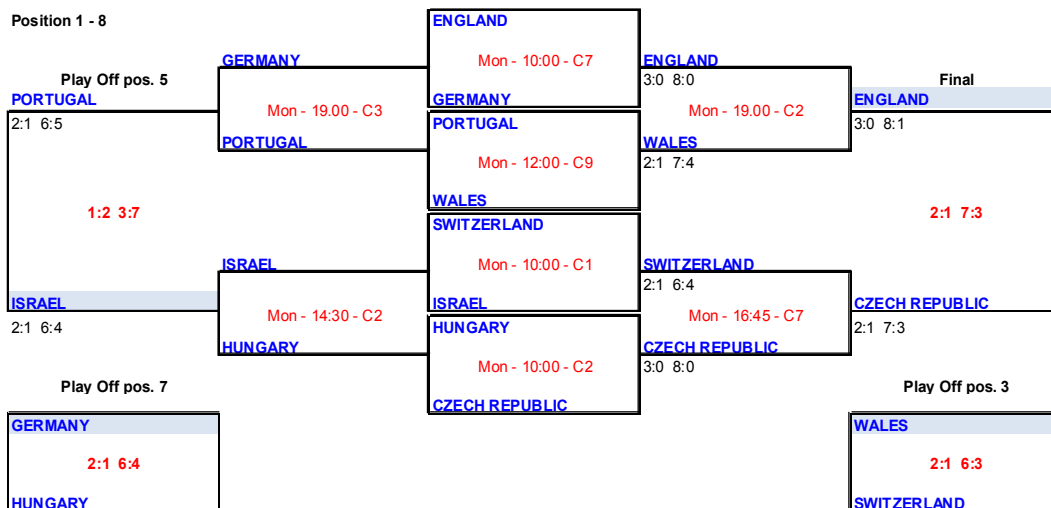 Position 1 - 8
ENGLAND
GERMANY
Mon - 10:00 - C7
ENGLAND
Play Off pos. 5
3:0 8:0
Final
PORTUGAL
GERMANY
ENGLAND
2:1 6:5
Mon - 19.00 - C3
PORTUGAL
Mon - 19.00 - C2
3:0 8:1
PORTUGAL
WALES
Mon - 12:00 - C9
2:1 7:4
WALES
1:2 3:7
2:1 7:3
SWITZERLAND
ISRAEL
Mon - 10:00 - C1
SWITZERLAND
2:1 6:4
ISRAEL
ISRAEL
CZECH REPUBLIC
2:1 6:4
Mon - 14:30 - C2
HUNGARY
Mon - 16:45 - C7
2:1 7:3
HUNGARY
CZECH REPUBLIC
Mon - 10:00 - C2
3:0 8:0
Play Off pos. 7
Play Off pos. 3
CZECH REPUBLIC
GERMANY
WALES
2:1 6:4
2:1 6:3
HUNGARY
SWITZERLAND